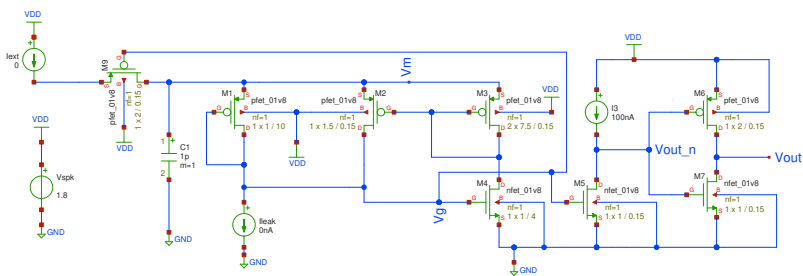 VDD
Iext
0
M9
G
S
D
B
pfet_01v8
nf=1
1 x 2 / 0.15
VDD
VDD
Vspk
1.8
GND
1
C1
1p
m=1
2
GND
M1
pfet_01v8
S
G
B
D
nf=1
1 x 1 / 10
VDD
M2
pfet_01v8
S
B
G
D
nf=1
1 x 1.5 / 0.15
Vm
M3
pfet_01v8
S
G
B
D
nf=1
2 x 7.5 / 0.15
VDD
Ileak
0nA
GND
Vg
M4
nfet_01v8
D
G
B
S
nf=1
1 x 1 / 4
GND
M5
nfet_01v8
D
G
B
S
nf=1
1 x 1 / 0.15
VDD
I3
100nA
Vout_n
VDD
M6
pfet_01v8
S
G
B
D
nf=1
1 x 2 / 0.15
Vout
M7
nfet_01v8
D
G
B
S
nf=1
1 x 1 / 0.15